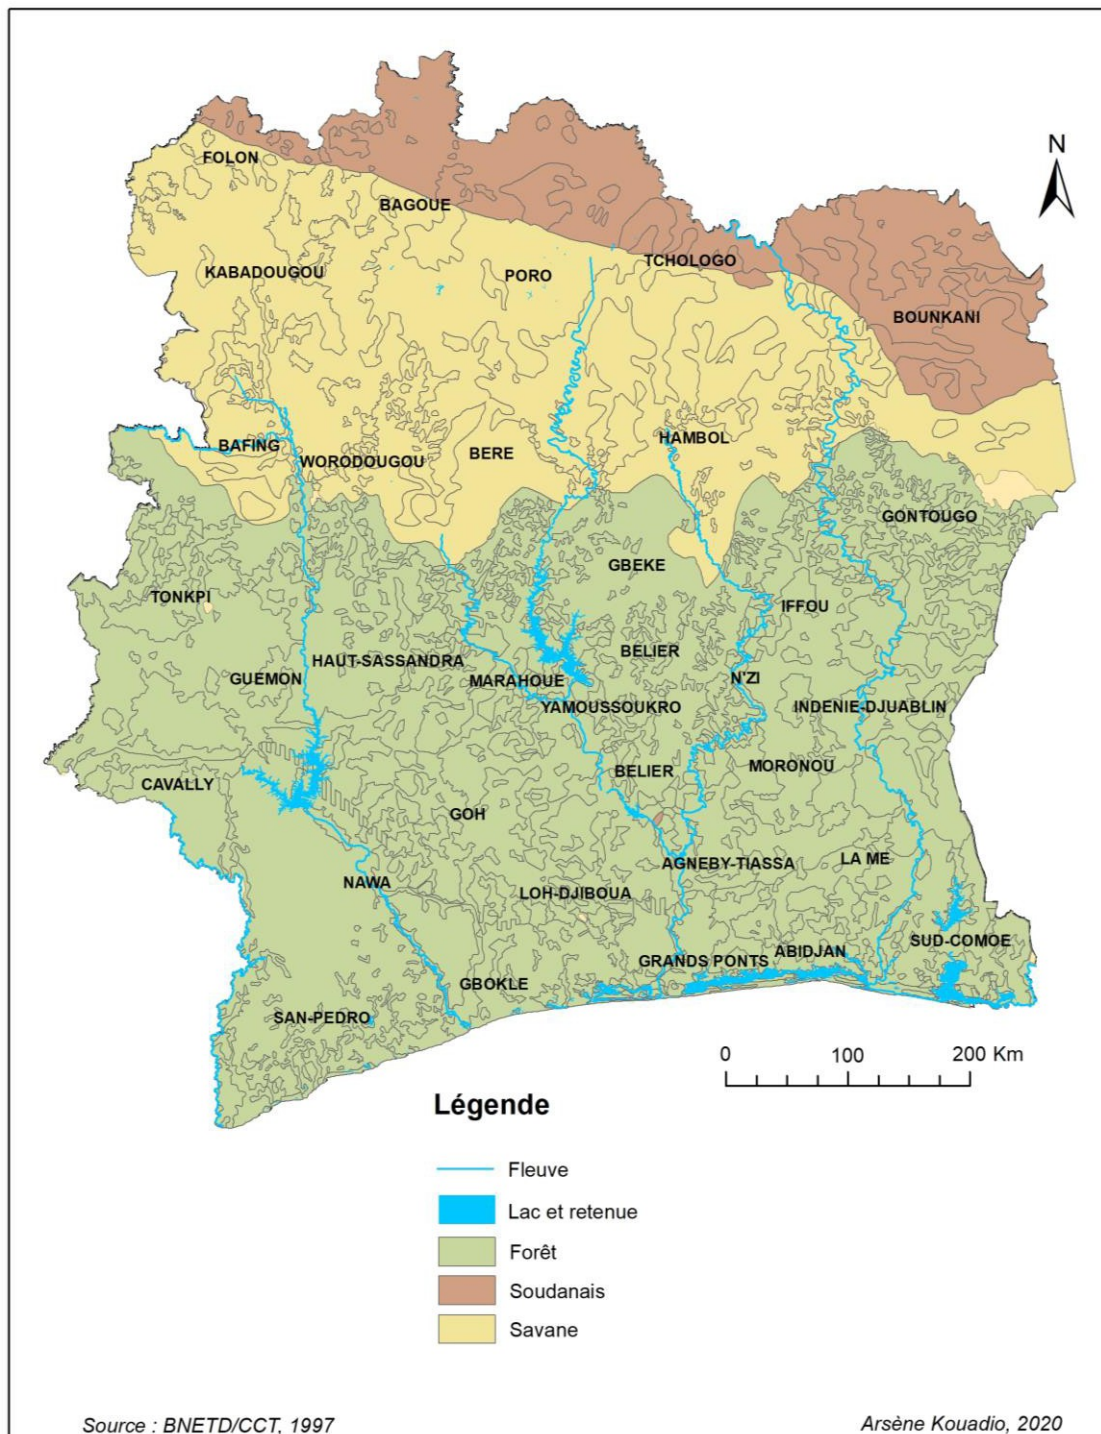 N
FOLON
BAGOUE
KABADOUGOU
PORO
TCHOLOGO
BOUNKANI
BAFING
WORODOUGOU
BERE
HAMBOL
GONTOUGO
GBEKE
TONKPI
IFFOU
HAUT-SASSANDRA
BELIER
GUEMON
MARAHOUE
N'ZI
YAMOUSSOUKRO
INDENIE-DJUABLIN
CAVALLY
BELIER
MORONOU
GOH
AGNEBY-TIASSA
LA ME
NAWA
LOH-DJIBOUA
SUD-COMOE
GRANDS PONTS
ABIDJAN
GBOKLE
SAN-PEDRO
0 100 200 Km
Légende
Fleuve
Lac et retenue
Forêt
Soudanais
Savane
Source : BNETD/CCT, 1997
Arsène Kouadio, 2020